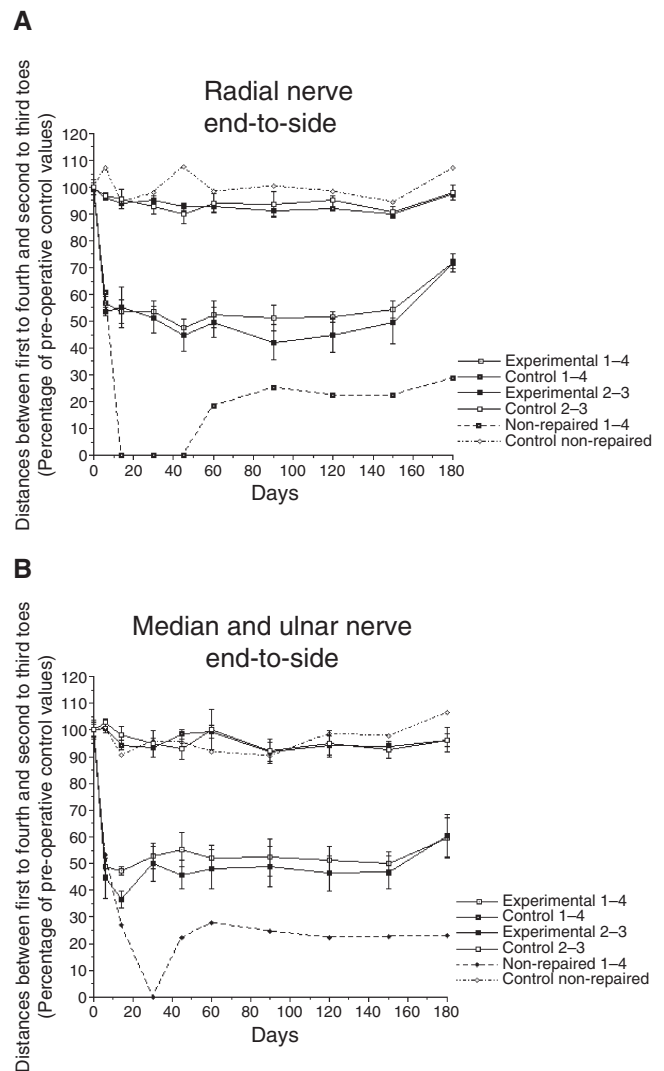 A
Radial nerve
end-to-side
Distances between first to fourth and second to third toes
(Percentage of pre-operative control values)
120
110
100
90
80
70
60
50
40
30
20
10
0
0 20 40 60 80 100 120 140 160 180
Days
Experimental 1–4
Control 1–4
Experimental 2–3
Control 2–3
Non-repaired 1–4
Control non-repaired
B
Median and ulnar nerve
end-to-side
Distances between first to fourth and second to third toes
(Percentage of pre-operative control values)
120
110
100
90
80
70
60
50
40
30
20
10
0
0 20 40 60 80 100 120 140 160 180
Days
Experimental 1–4
Control 1–4
Experimental 2–3
Control 2–3
Non-repaired 1–4
Control non-repaired